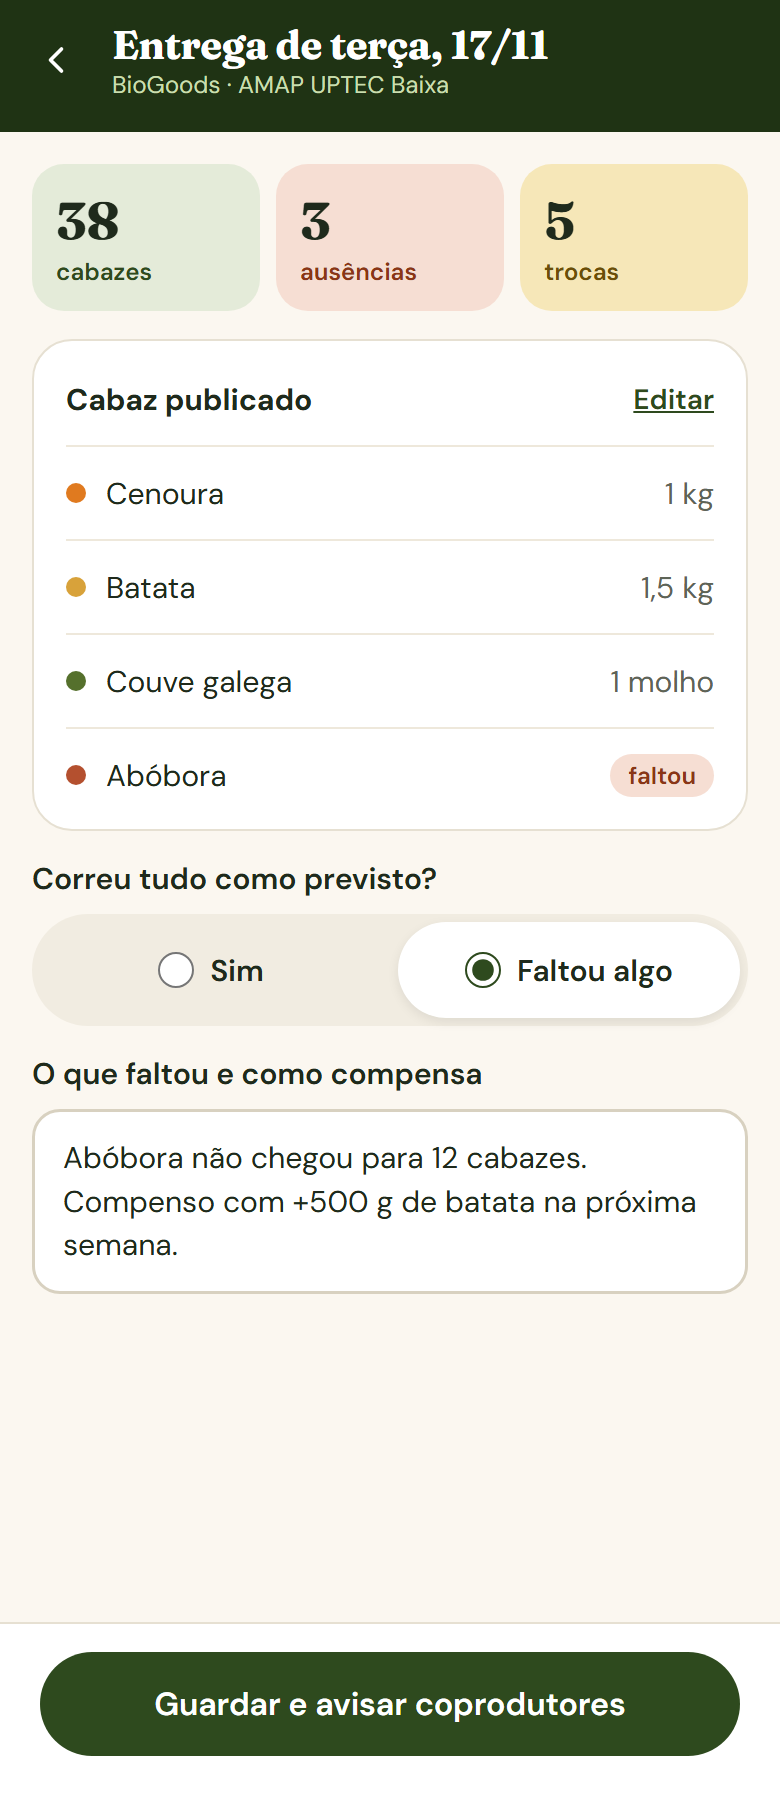 Entrega de terça, 17/11
BioGoods · AMAP UPTEC Baixa
38
cabazes
3
ausências
5
trocas
Cabaz publicado
Editar
Cenoura
1 kg
Batata
1,5 kg
Couve galega
1 molho
Abóbora
faltou
Correu tudo como previsto?
Sim
Faltou algo
O que faltou e como compensa
Abóbora não chegou para 12 cabazes.
Compenso com +500 g de batata na próxima
semana.
Guardar e avisar coprodutores